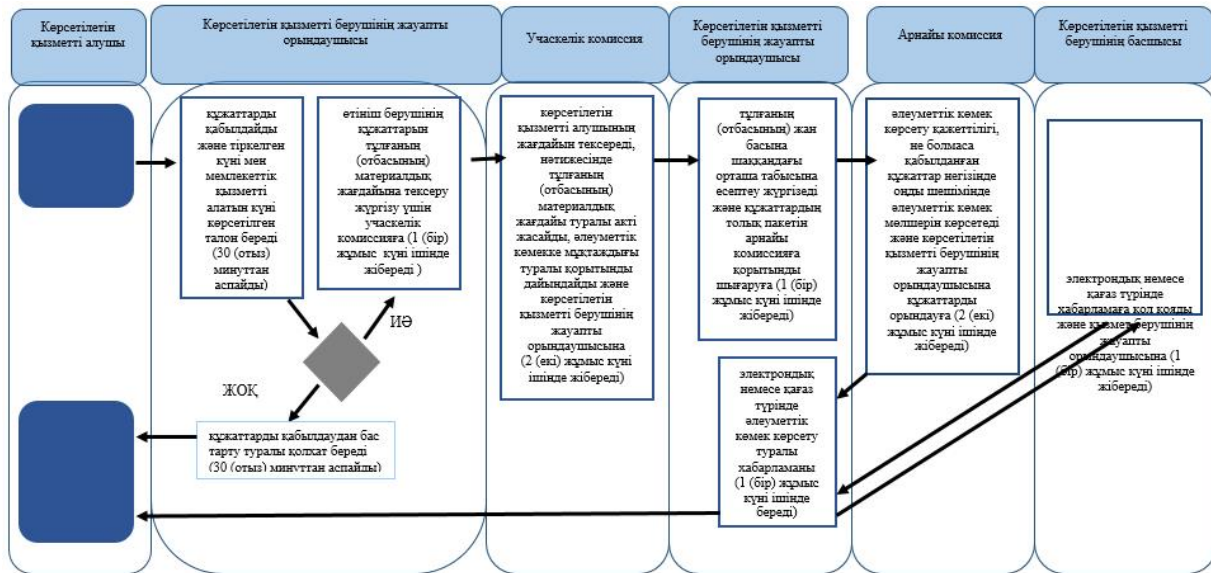 Көрсетілетін
қызметті алушы
Көрсетілетін қызметті берушінің жауапты
орындаушысы
Учаскелік комиссия
Көрсетілетін қызметті
берушінің жауапты
орындаушысы
Арнайы комиссия
Көрсетілетін қызметті
берушінің басшысы
құжаттарды
қабылдайды
және тіркелген
күні мен
мемлекеттік
қызметті
алатын күні
көрсетілген
талон береді
(30 (отыз)
минуттан
аспайды)
өтініш берушінің
құжаттарын
тұлғаның
(отбасының)
материалдық
жағдайына тексеру
жүргізу үшін
учаскелік
комиссияға (1 (бір)
жұмыс күні ішінде
жібереді )
көрсетілетін
қызметті алушының
жағдайын тексереді,
нәтижесінде
тұлғаның
(отбасының)
материалдық
жағдайы туралы акті
жасайды, әлеуметтік
көмекке мұқтаждығы
туралы қорытынды
дайындайды және
көрсетілетін
қызметті берушінің
жауапты
орындаушысына
(2 (екі) жұмыс күні
ішінде жібереді)
тұлғаның
(отбасының) жан
басына
шаққандағы
орташа табысына
есептеу жүргізеді
және құжаттардың
толық пакетін
арнайы
комиссияға
қорытынды
шығаруға (1 (бір)
жұмыс күні ішінде
жібереді)
әлеуметтік көмек
көрсету қажеттілігі,
не болмаса
қабылданған
құжаттар негізінде
оңды шешімінде
әлеуметтік көмек
мөлшерін көрсетеді
және көрсетілетін
қызметті берушінің
жауапты
орындаушысына
құжаттарды
орындауға (2 (екі)
жұмыс күні ішінде
жібереді)
электрондық немесе
қағаз түрінде
хабарламаға қол қояды
және қызмет берушінің
жауапты
орындаушысына (1
(бір) жұмыс күні ішінде
жібереді)
ИӘ
ЖОҚ
құжаттарды қабылдаудан бас
тарту туралы қолхат береді
(30 (отыз) минуттан аспайды)
электрондық
немесе қағаз
түрінде
әлеуметтік
көмек көрсету
туралы
хабарламаны
(1 (бір) жұмыс
күні ішінде
береді)